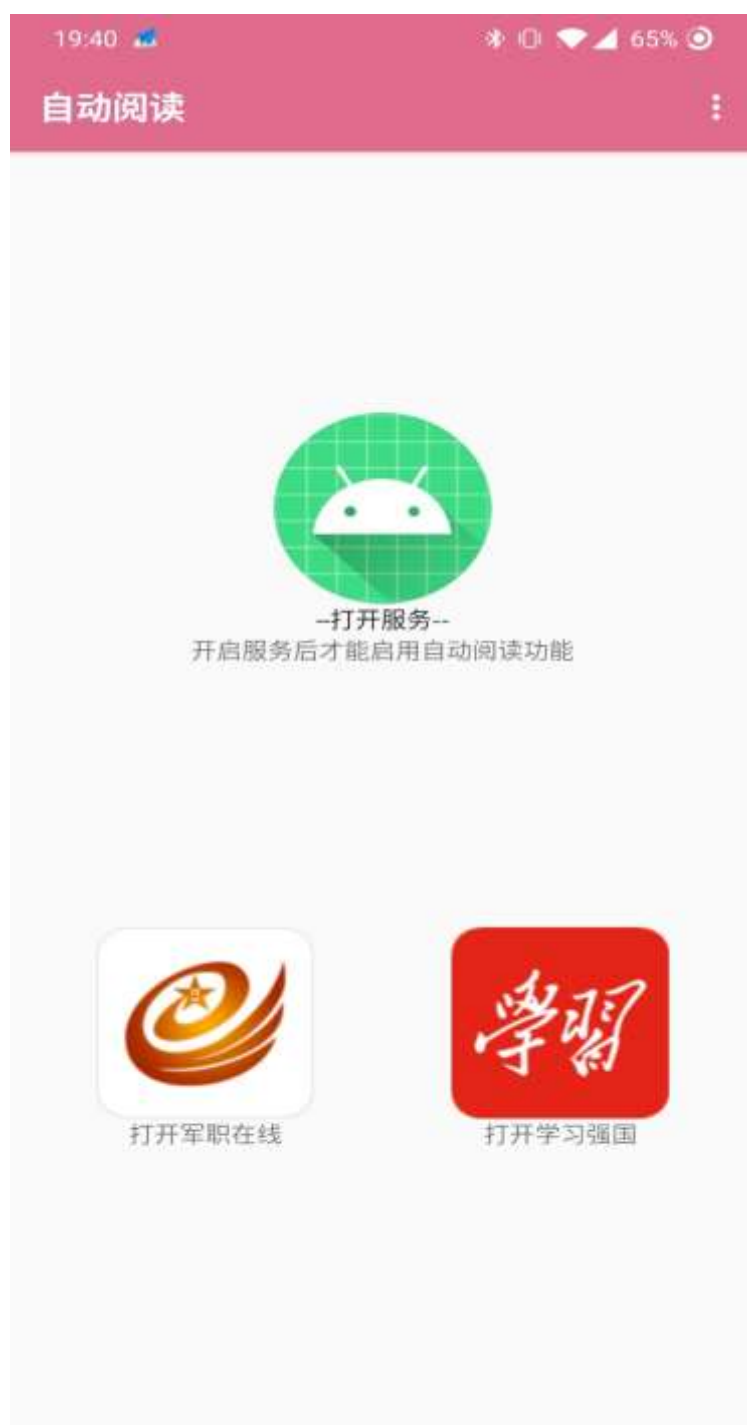 19:40
65%
自动阅读
--打开服务--
开启服务后才能启用自动阅读功能
學習
打开军职在线
打开学习强国